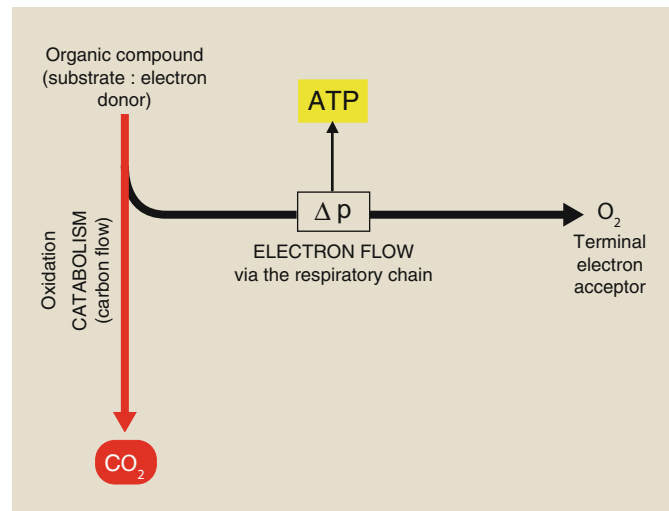 Organic compound
(substrate : electron
donor)
ATP
Δ p
O₂
Terminal
electron
acceptor
ELECTRON FLOW
via the respiratory chain
Oxidation
CATABOLISM
(carbon flow)
CO₂